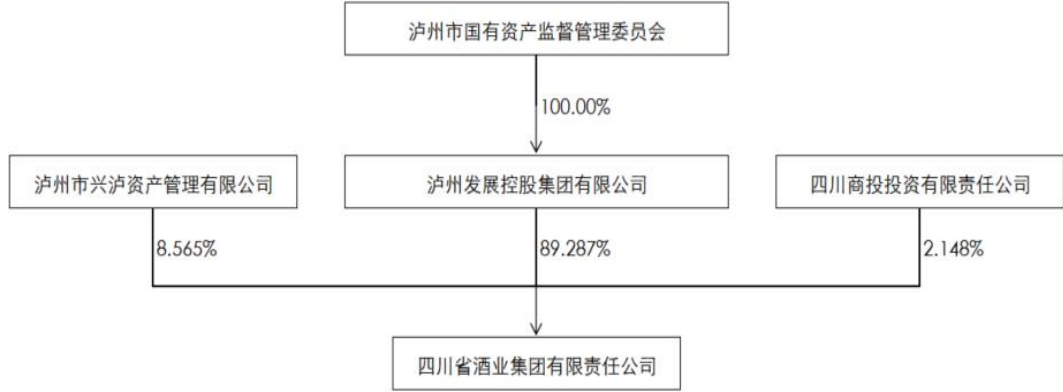 泸州市国有资产监督管理委员会
100.00%
泸州市兴泸资产管理有限公司
泸州发展控股集团有限公司
四川商投投资有限责任公司
8.565%
89.287%
2.148%
四川省酒业集团有限责任公司